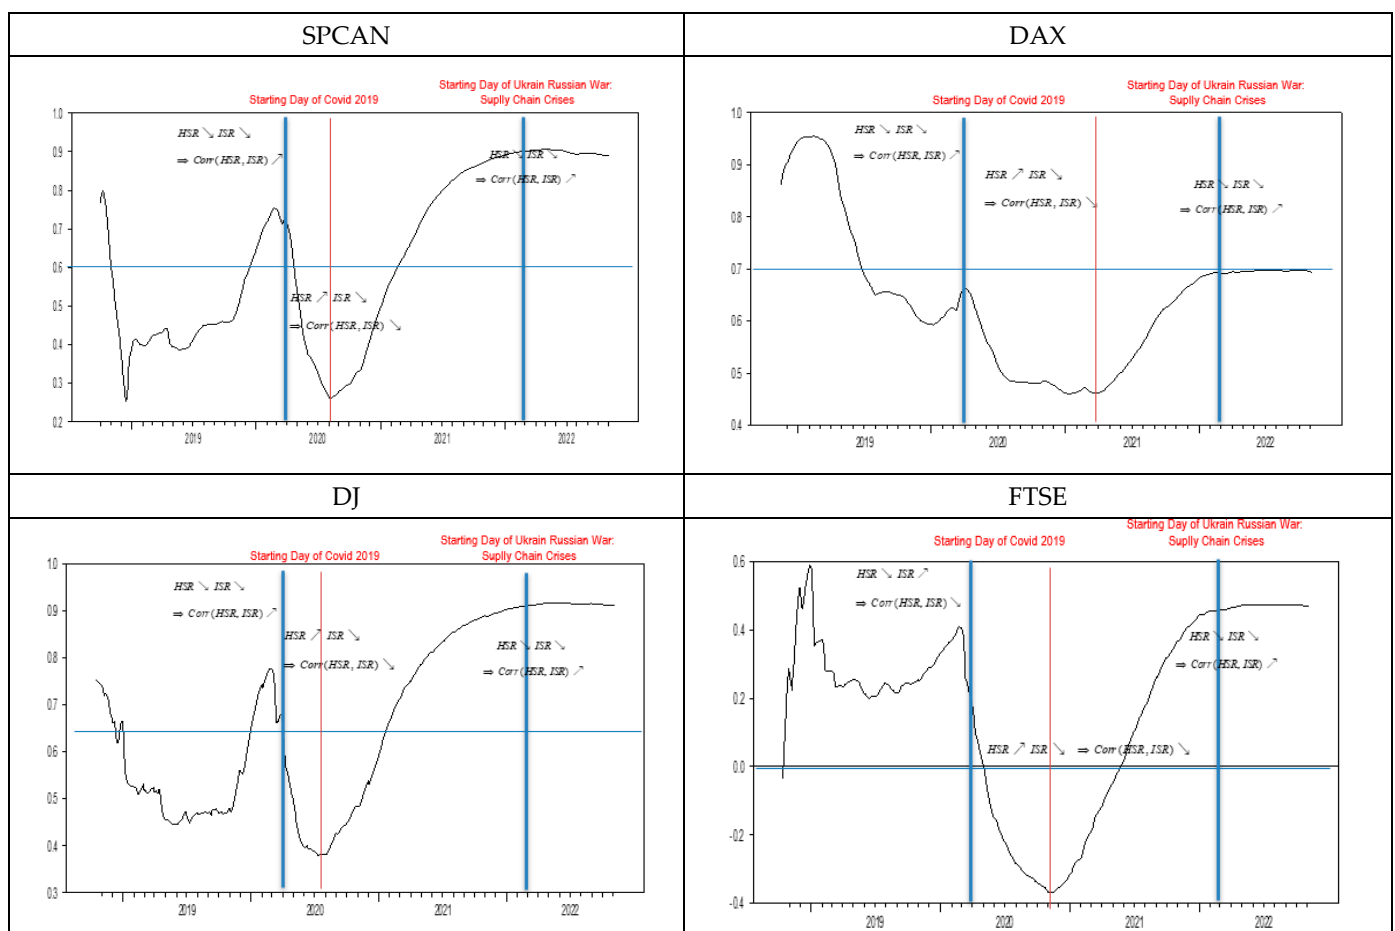 SPCAN
Starting Day of Covid 2019
Starting Day of Ukrain Russian War:
Suplly Chain Crises
HSR ↘ ISR ↘
⇒ Corr(HSR, ISR) ↗
HSR ↘ ISR ↘
⇒ Corr(HSR, ISR) ↗
HSR ↗ ISR ↘
⇒ Corr(HSR, ISR) ↘
1.0
0.9
0.8
0.7
0.6
0.5
0.4
0.3
0.2
2019 2020 2021 2022
DAX
Starting Day of Covid 2019
Starting Day of Ukrain Russian War:
Suplly Chain Crises
HSR ↘ ISR ↘
⇒ Corr(HSR, ISR) ↗
HSR ↗ ISR ↘
⇒ Corr(HSR, ISR) ↘
HSR ↘ ISR ↘
⇒ Corr(HSR, ISR) ↗
1.0
0.9
0.8
0.7
0.6
0.5
0.4
2019 2020 2021 2022
DJ
Starting Day of Covid 2019
Starting Day of Ukrain Russian War:
Suplly Chain Crises
HSR ↘ ISR ↘
⇒ Corr(HSR, ISR) ↗
HSR ↗ ISR ↘
⇒ Corr(HSR, ISR) ↘
HSR ↘ ISR ↘
⇒ Corr(HSR, ISR) ↗
1.0
0.9
0.8
0.7
0.6
0.5
0.4
0.3
2019 2020 2021 2022
FTSE
Starting Day of Ukrain Russian War:
Suplly Chain Crises
Starting Day of Covid 2019
HSR ↘ ISR ↗
⇒ Corr(HSR, ISR) ↘
HSR ↘ ISR ↘
⇒ Corr(HSR, ISR) ↗
HSR ↗ ISR ↘ ⇒ Corr(HSR, ISR) ↘
0.6
0.4
0.2
0.0
-0.2
-0.4
2019 2020 2021 2022